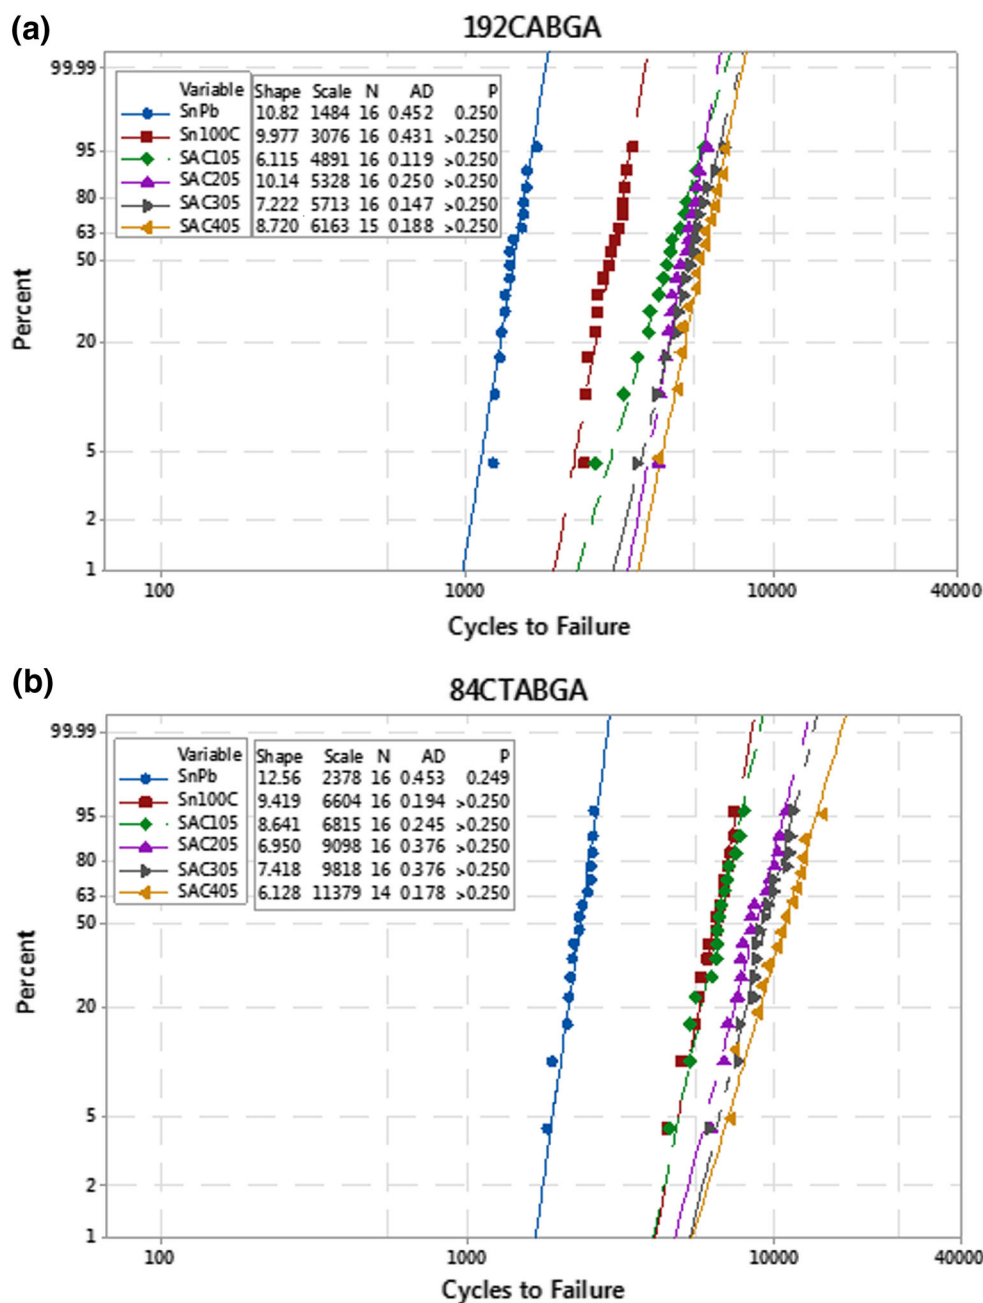 (a)
192CABGA
99.99
95
80
63
50
20
5
2
1
Percent
Variable Shape Scale N AD P
SnPb 10.82 1484 16 0.452 0.250
Sn100C 9.977 3076 16 0.431 >0.250
SAC105 6.115 4891 16 0.119 >0.250
SAC205 10.14 5328 16 0.250 >0.250
SAC305 7.222 5713 16 0.147 >0.250
SAC405 8.720 6163 15 0.188 >0.250
100 1000 10000 40000
Cycles to Failure
(b)
84CTABGA
99.99
95
80
63
50
20
5
2
1
Percent
Variable Shape Scale N AD P
SnPb 12.56 2378 16 0.453 0.249
Sn100C 9.419 6604 16 0.194 >0.250
SAC105 8.641 6815 16 0.245 >0.250
SAC205 6.950 9098 16 0.376 >0.250
SAC305 7.418 9818 16 0.376 >0.250
SAC405 6.128 11379 14 0.178 >0.250
100 1000 10000 40000
Cycles to Failure